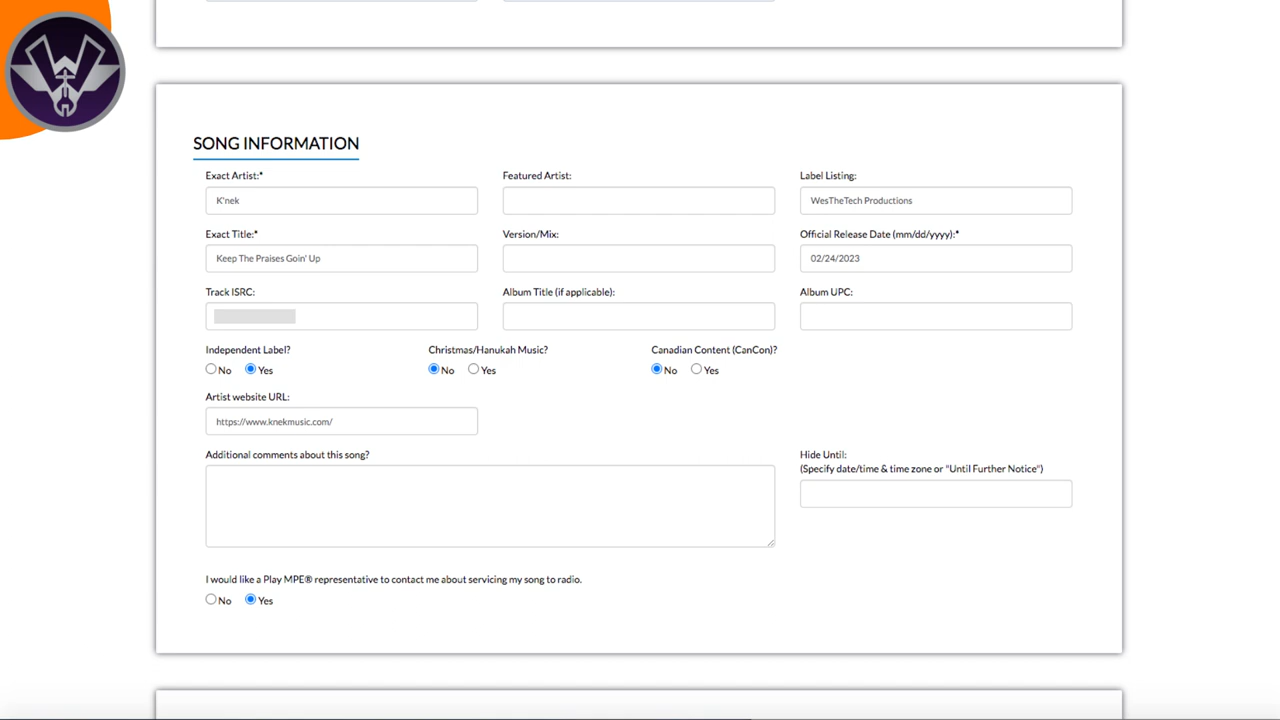 SONG INFORMATION
Exact Artist:* Featured Artist: Label Listing:
K'nek WesTheTech Productions
Exact Title:* Version/Mix: Official Release Date (mm/dd/yyyy):*
Keep The Praises Goin' Up 02/24/2023
Track ISRC: Album Title (if applicable): Album UPC:
Independent Label? Christmas/Hanukah Music? Canadian Content (CanCon)?
No Yes No Yes No Yes
Artist website URL:
https://www.knekmusic.com/
Additional comments about this song? Hide Until:
(Specify date/time & time zone or "Until Further Notice")
I would like a Play MPE® representative to contact me about servicing my song to radio.
No Yes